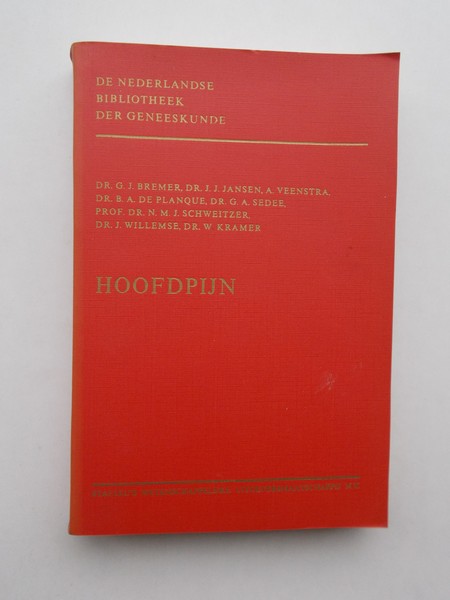 DE NEDERLANDSE
BIBLIOTHEEK
DER GENEESKUNDE
DR. G. J. BREMER, DR. J. J. JANSEN, A. VEENSTRA,
DR. B. A. DE PLANQUE, DR. G. A. SEDEE,
PROF. DR. N. M. J. SCHWEITZER,
DR. J. WILLEMSE, DR. W. KRAMER
HOOFDPIJN